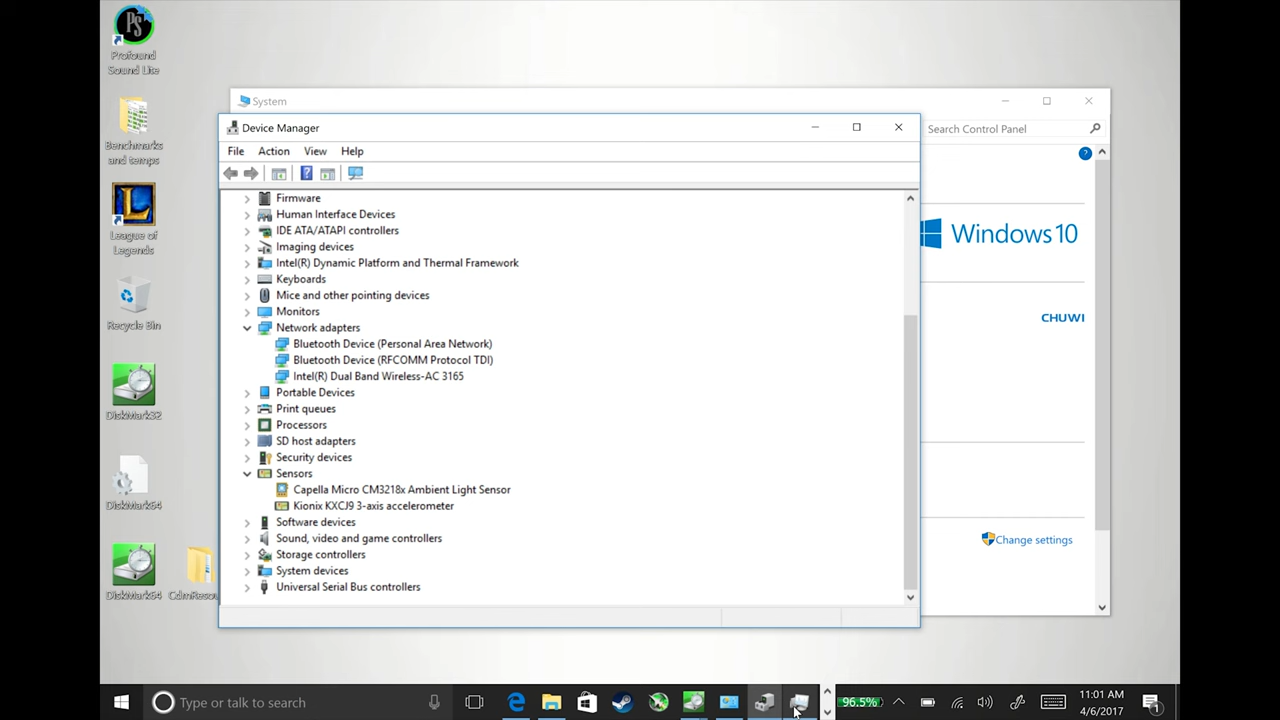 PS
Profound
Sound Lite
Benchmarks
and temps
L
League of
Legends
Recycle Bin
DiskMark32
DiskMark64
DiskMark64
CdmResou
System
Search Control Panel
?
Windows 10
CHUWI
Change settings
Device Manager
File Action View Help
Firmware
Human Interface Devices
IDE ATA/ATAPI controllers
Imaging devices
Intel(R) Dynamic Platform and Thermal Framework
Keyboards
Mice and other pointing devices
Monitors
Network adapters
Bluetooth Device (Personal Area Network)
Bluetooth Device (RFCOMM Protocol TDI)
Intel(R) Dual Band Wireless-AC 3165
Portable Devices
Print queues
Processors
SD host adapters
Security devices
Sensors
Capella Micro CM3218x Ambient Light Sensor
Kionix KXCJ9 3-axis accelerometer
Software devices
Sound, video and game controllers
Storage controllers
System devices
Universal Serial Bus controllers
Type or talk to search
96.5%
11:01 AM
4/6/2017
1